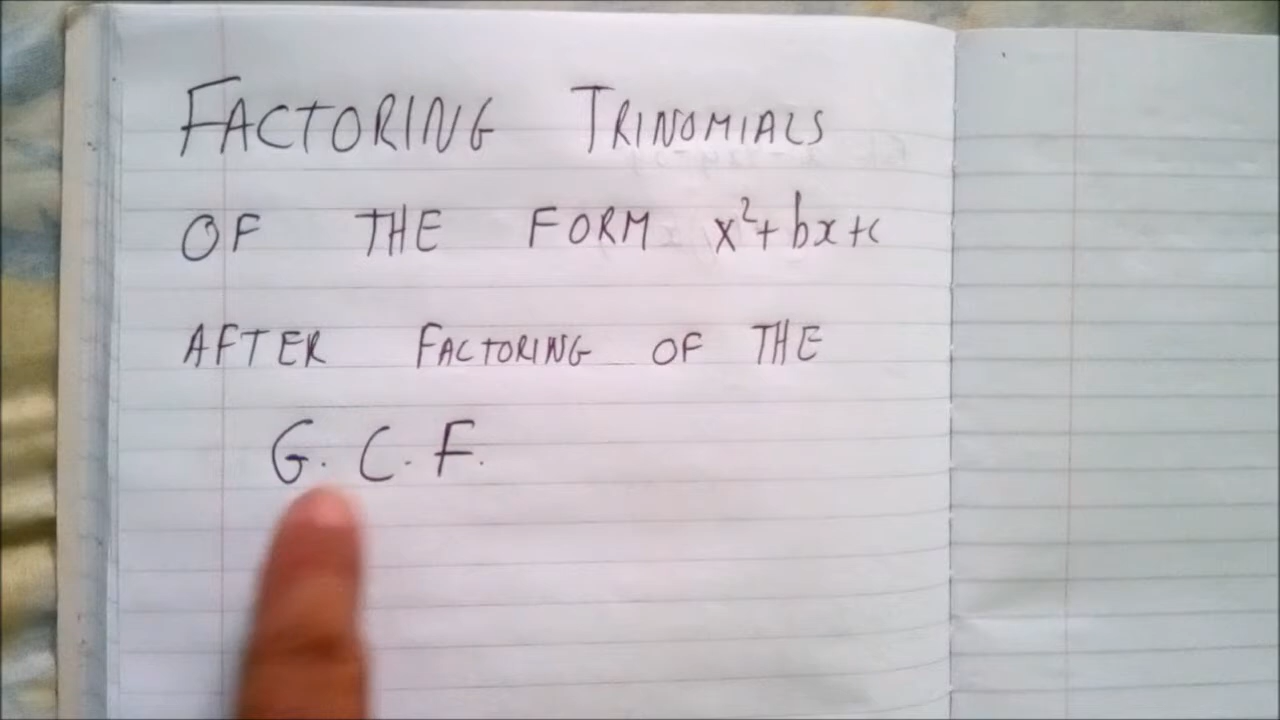 FACTORING TRINOMIALS
OF THE FORM x²+bx+c
AFTER FACTORING OF THE
G.C.F.